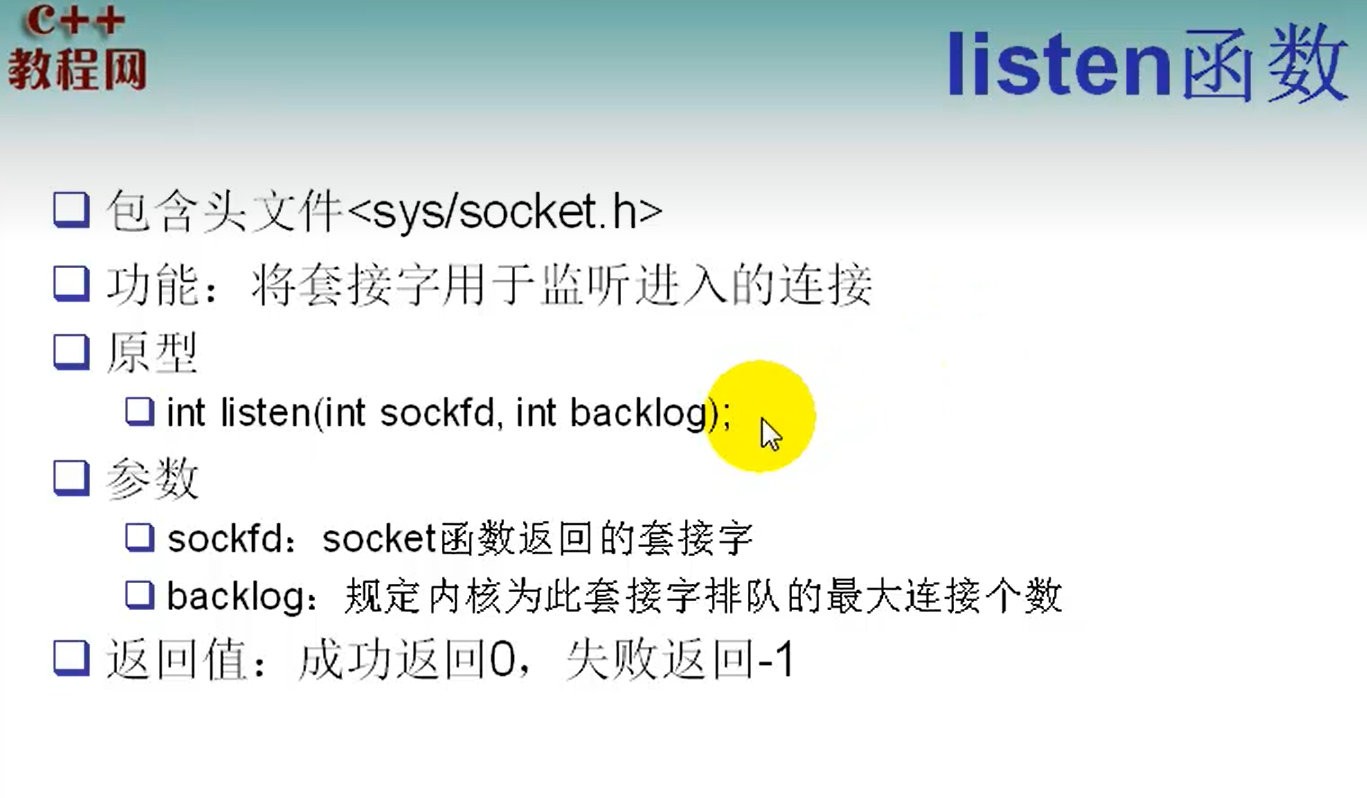 C++
教程网
listen函数
包含头文件<sys/socket.h>
功能：将套接字用于监听进入的连接
原型
int listen(int sockfd, int backlog);
参数
sockfd：socket函数返回的套接字
backlog：规定内核为此套接字排队的最大连接个数
返回值：成功返回0，失败返回-1